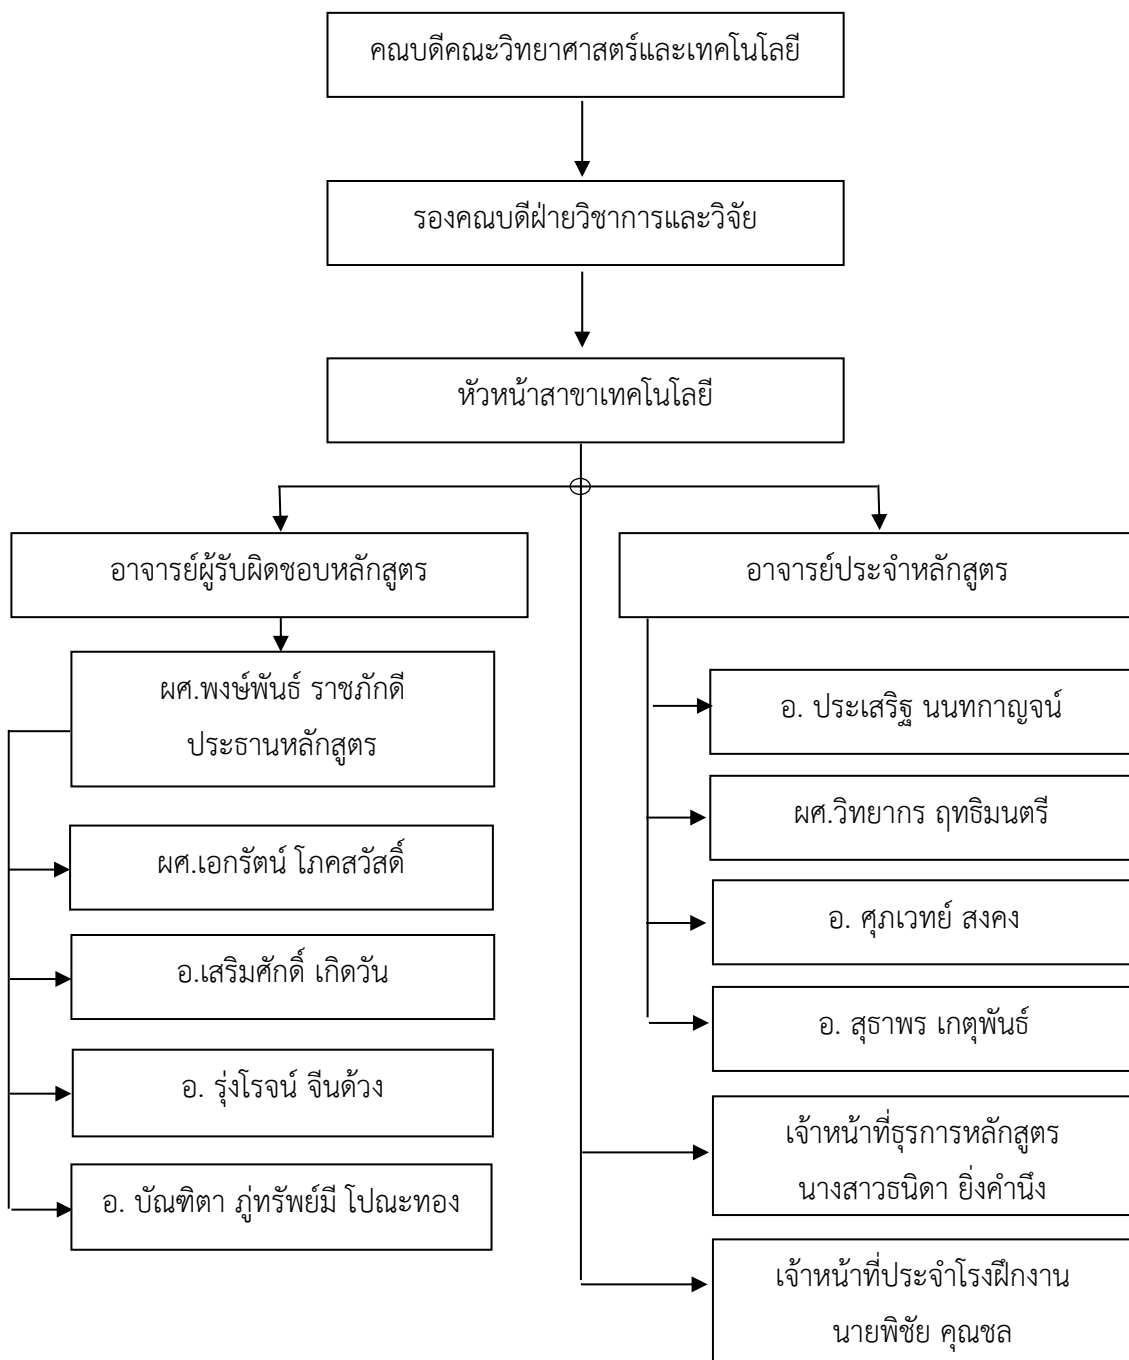 คณบดีคณะวิทยาศาสตร์และเทคโนโลยี
รองคณบดีฝ่ายวิชาการและวิจัย
หัวหน้าสาขาเทคโนโลยี
อาจารย์ผู้รับผิดชอบหลักสูตร
ผศ.พงษ์พันธ์ ราชภักดี
ประธานหลักสูตร
ผศ.เอกรัตน์ โภคสวัสดิ์
อ.เสริมศักดิ์ เกิดวัน
อ. รุ่งโรจน์ จีนด้วง
อ. บัณฑิตา ภู่ทรัพย์มี โปณะทอง
อาจารย์ประจำหลักสูตร
อ. ประเสริฐ นนทกาญจน์
ผศ.วิทยากร ฤทธิมนตรี
อ. ศุภเวทย์ สงคง
อ. สุธาพร เกตุพันธ์
เจ้าหน้าที่ธุรการหลักสูตร
นางสาวธนิดา ยิ่งคำนึง
เจ้าหน้าที่ประจำโรงฝึกงาน
นายพิชัย คุณชล